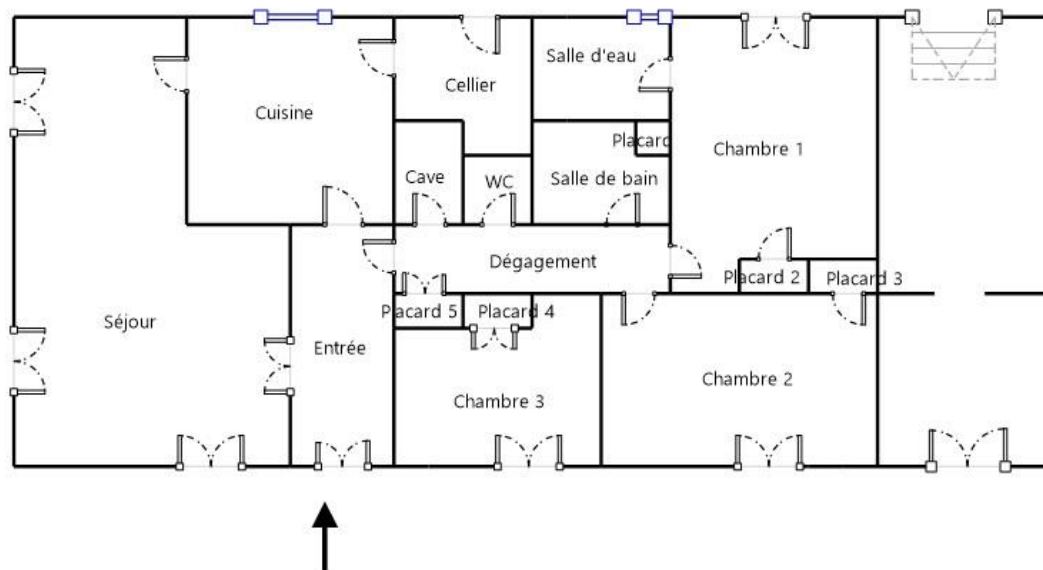 Salle d'eau
Cellier
Cuisine
Placard
Chambre 1
Cave
WC
Salle de bain
Dégagement
Placard 2
Placard 3
Placard 5
Placard 4
Séjour
Entrée
Chambre 2
Chambre 3